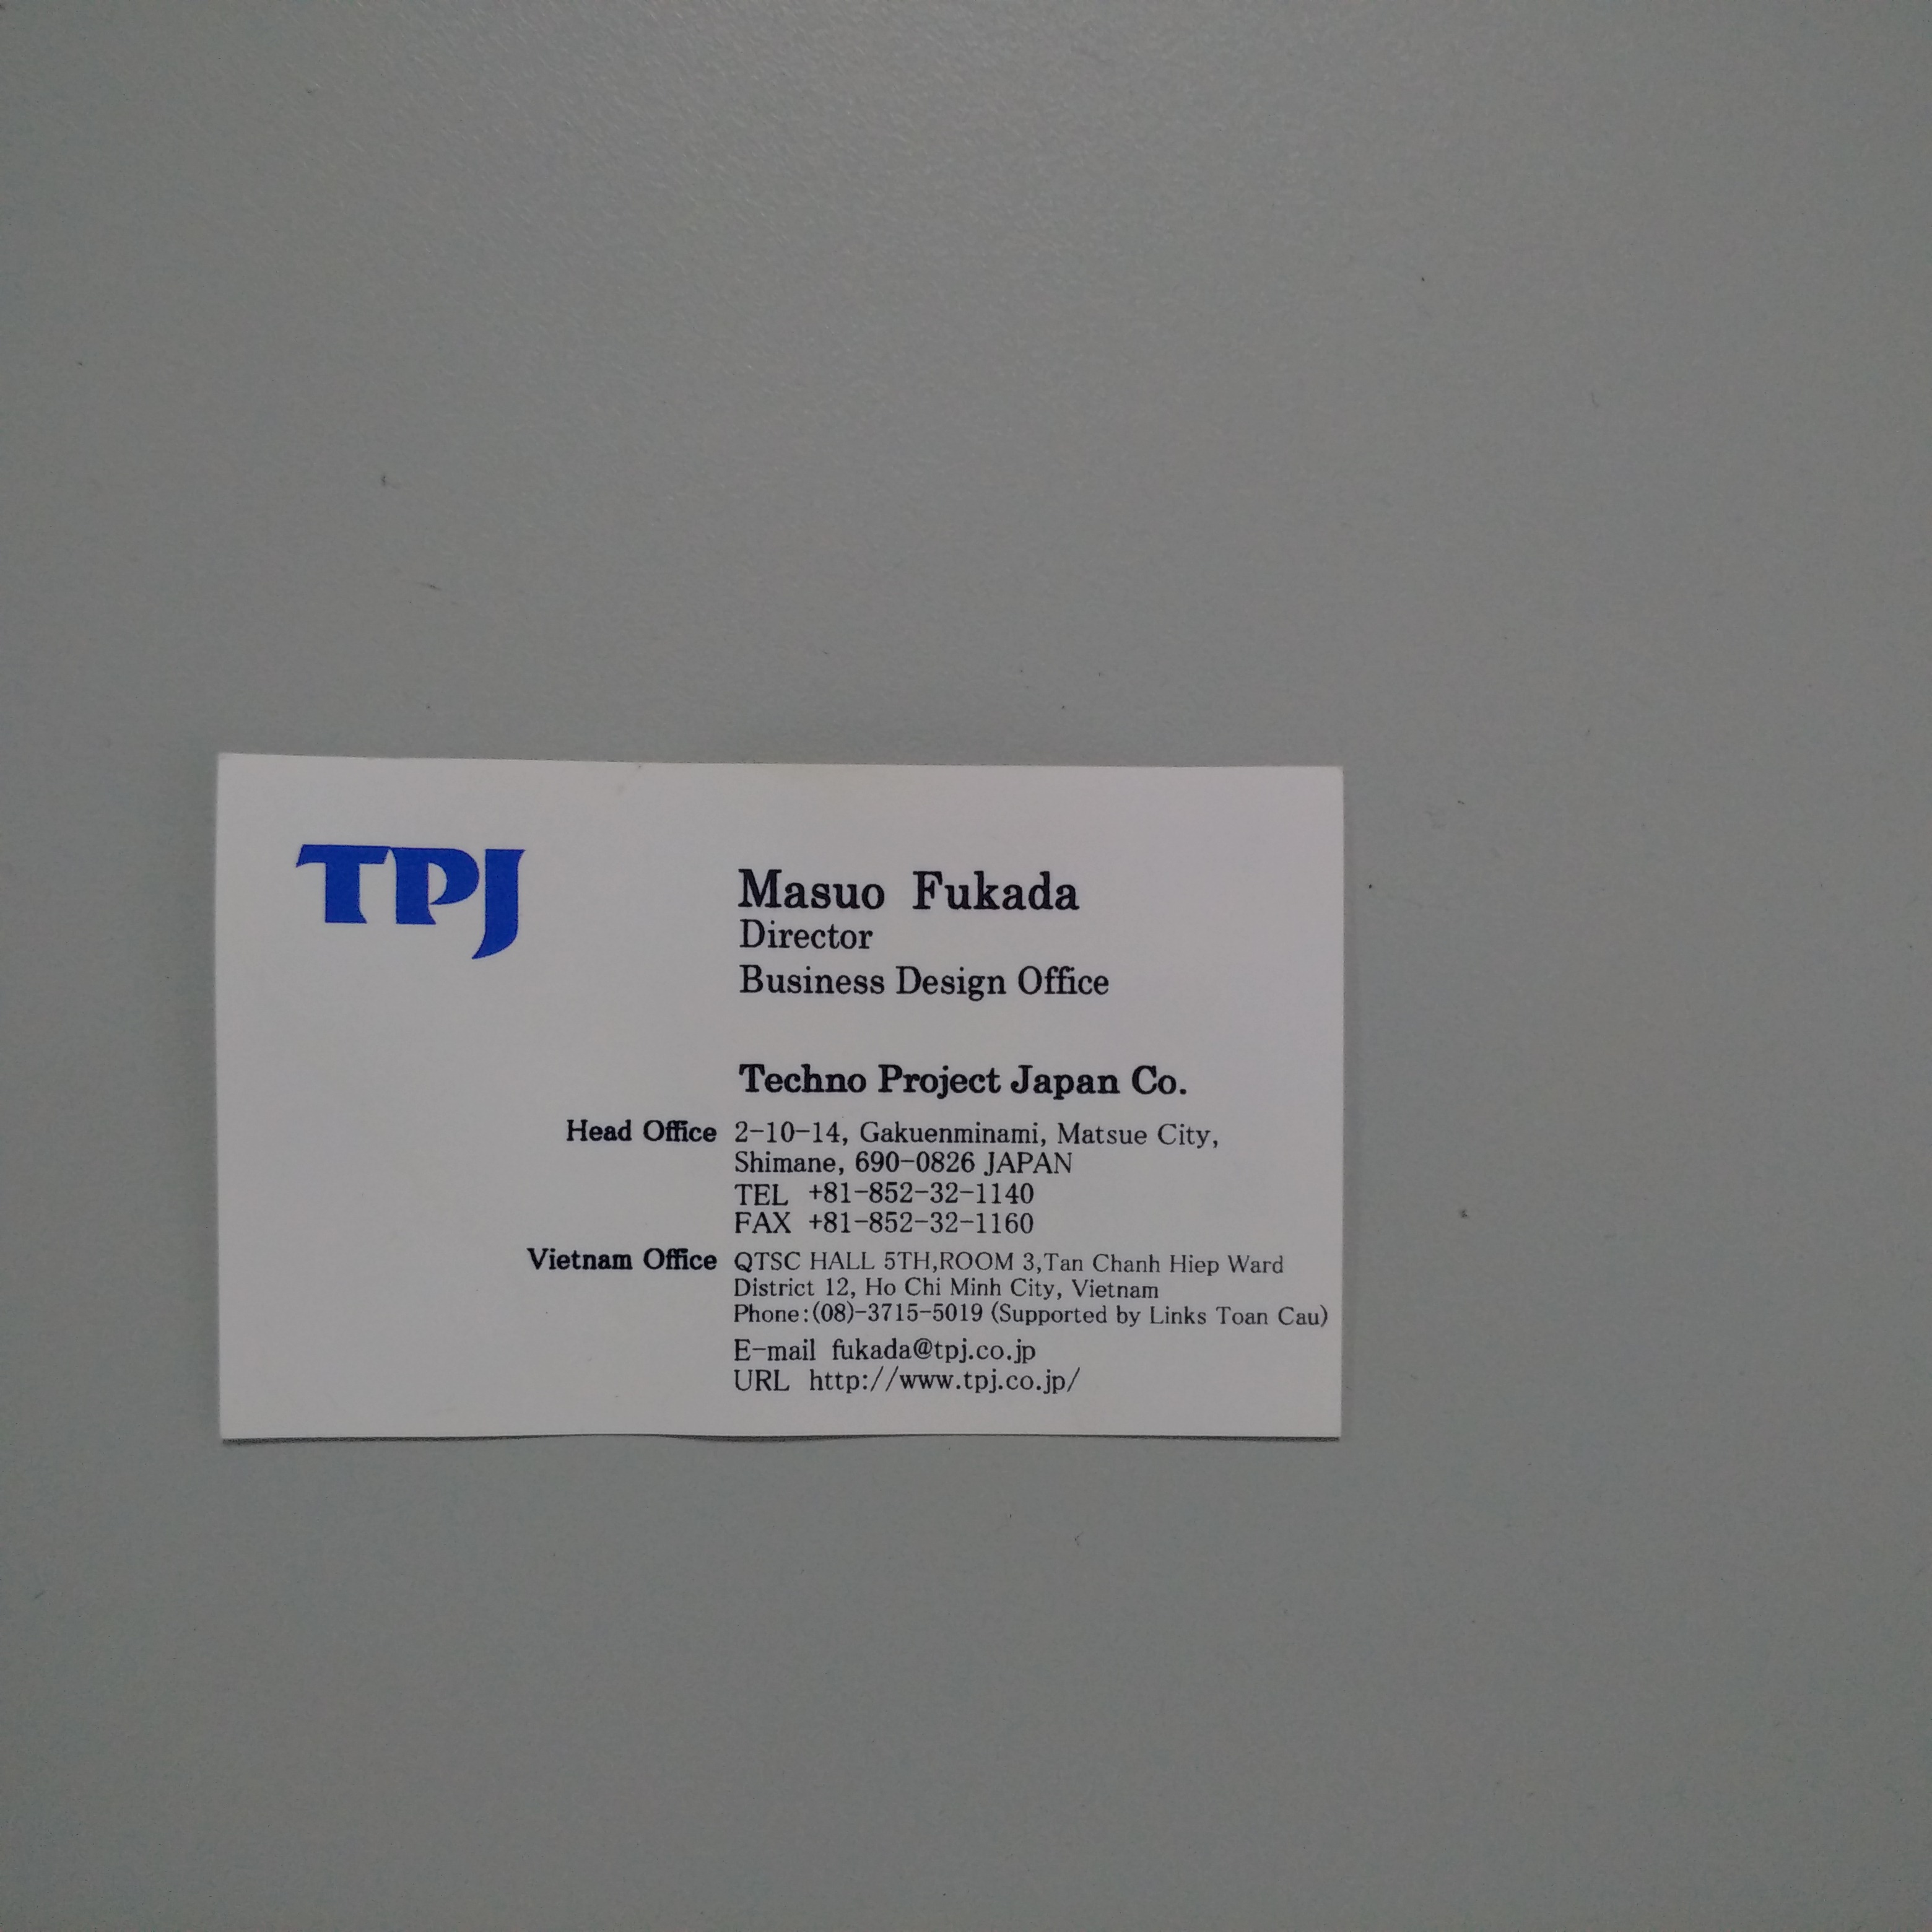 TPJ
Masuo Fukada
Director
Business Design Office
Techno Project Japan Co.
Head Office 2-10-14, Gakuenminami, Matsue City,
Shimane, 690-0826 JAPAN
TEL +81-852-32-1140
FAX +81-852-32-1160
Vietnam Office QTSC HALL 5TH,ROOM 3,Tan Chanh Hiep Ward
District 12, Ho Chi Minh City, Vietnam
Phone:(08)-3715-5019 (Supported by Links Toan Cau)
E-mail fukada@tpj.co.jp
URL http://www.tpj.co.jp/